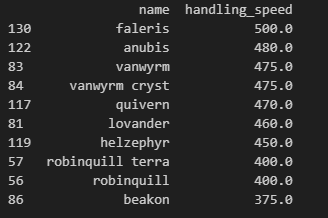 name handling_speed
130 faleris 500.0
122 anubis 480.0
83 vanwyrm 475.0
84 vanwyrm cryst 475.0
117 quivern 470.0
81 lovander 460.0
119 helzephyr 450.0
57 robinquill terra 400.0
56 robinquill 400.0
86 beakon 375.0